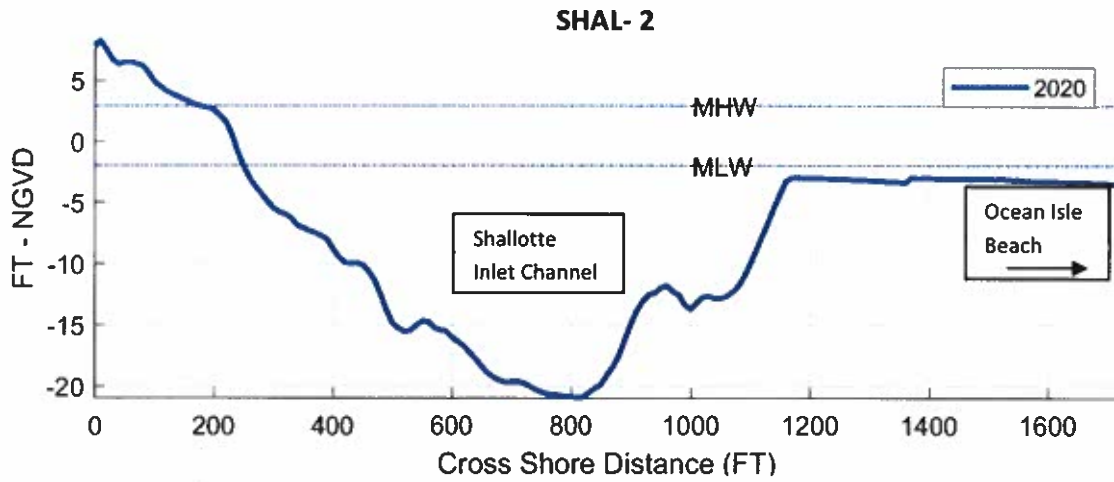 SHAL- 2
5
0
-5
-10
-15
-20
FT - NGVD
2020
MHW
MLW
Shallotte
Inlet Channel
Ocean Isle
Beach
0 200 400 600 800 1000 1200 1400 1600
Cross Shore Distance (FT)